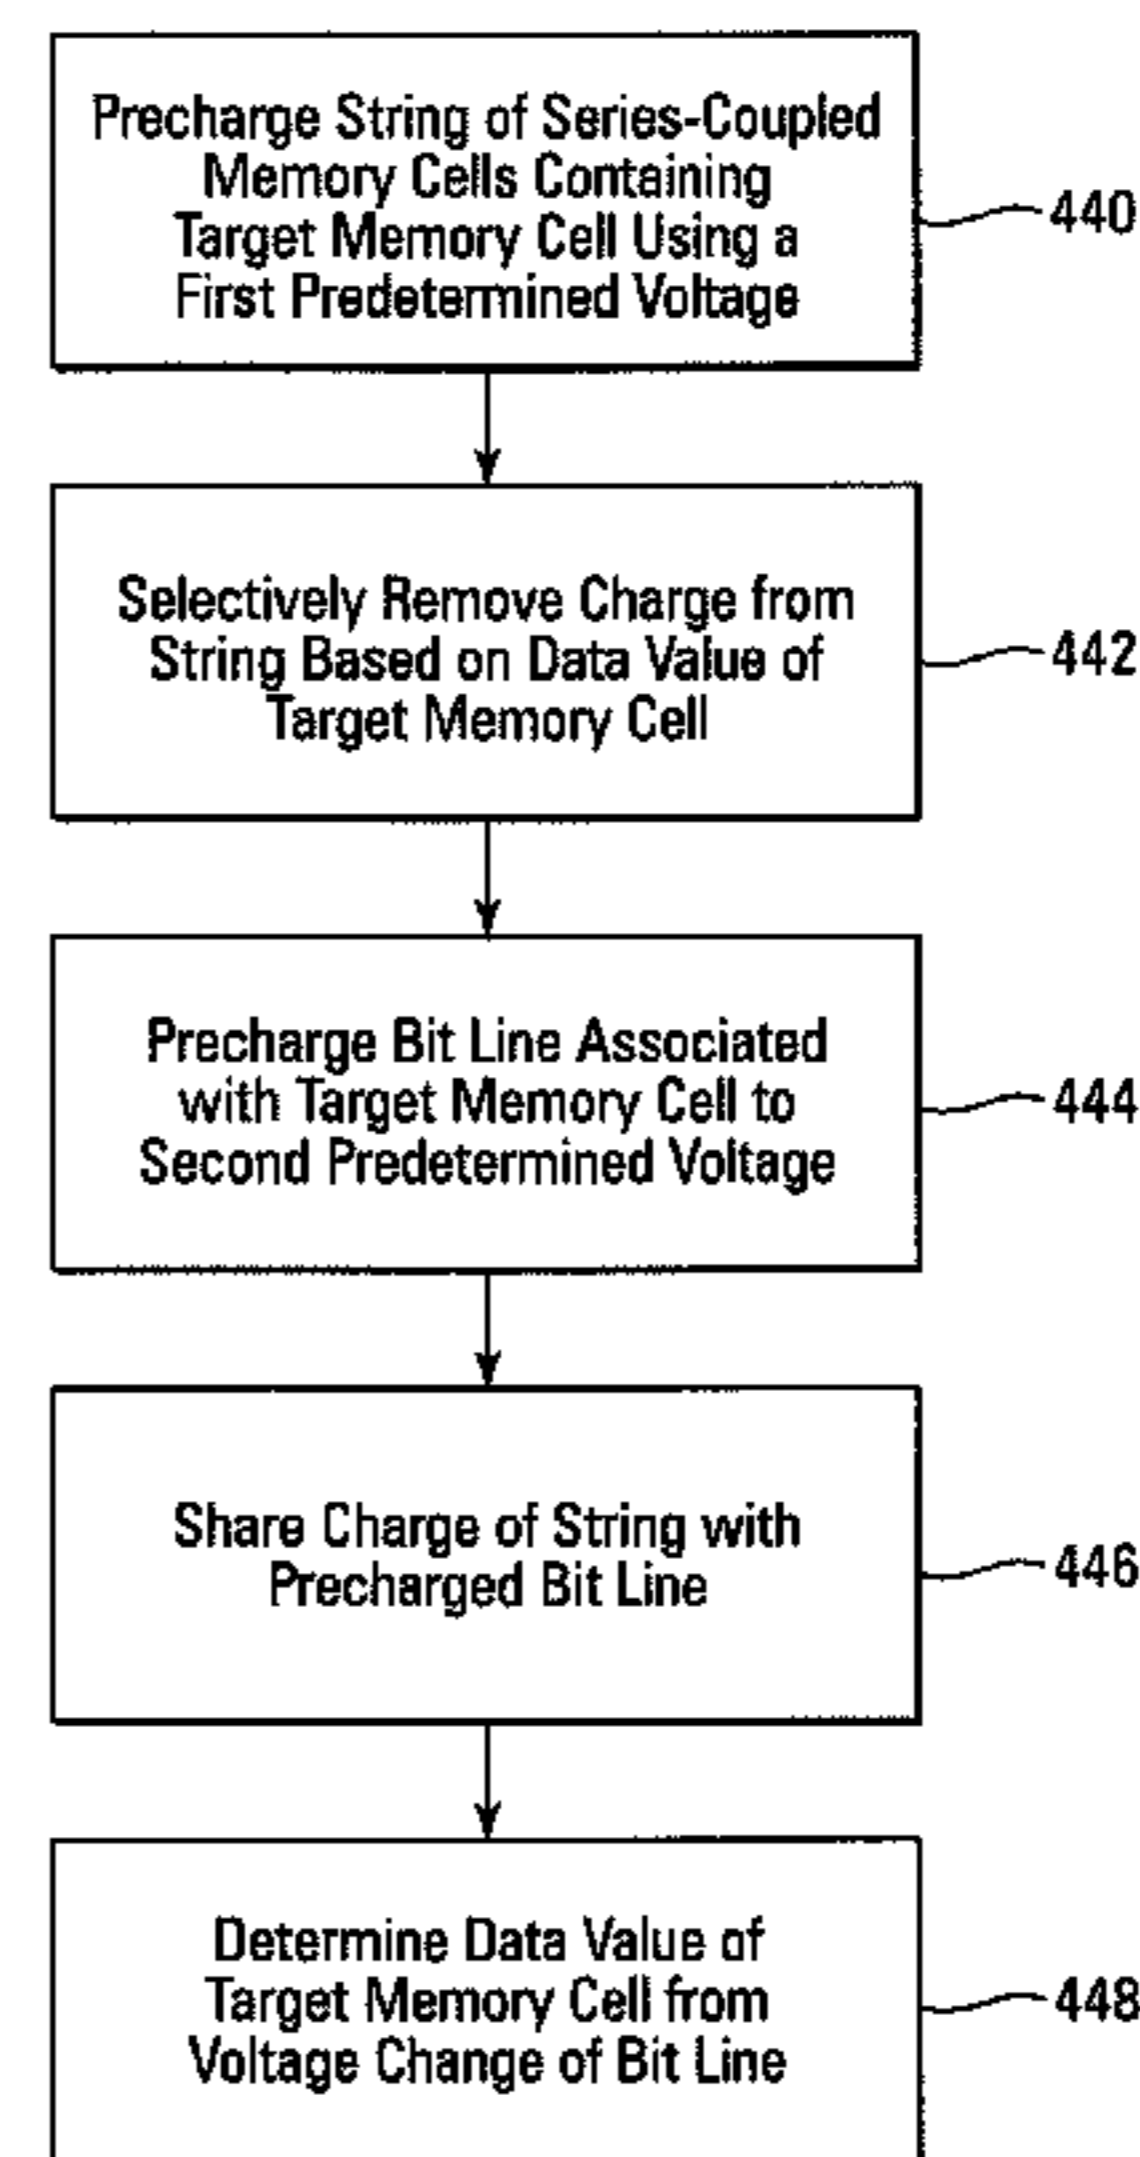 Precharge String of Series-Coupled
Memory Cells Containing
Target Memory Cell Using a
First Predetermined Voltage
440
Selectively Remove Charge from
String Based on Data Value of
Target Memory Cell
442
Precharge Bit Line Associated
with Target Memory Cell to
Second Predetermined Voltage
444
Share Charge of String with
Precharged Bit Line
446
Determine Data Value of
Target Memory Cell from
Voltage Change of Bit Line
448